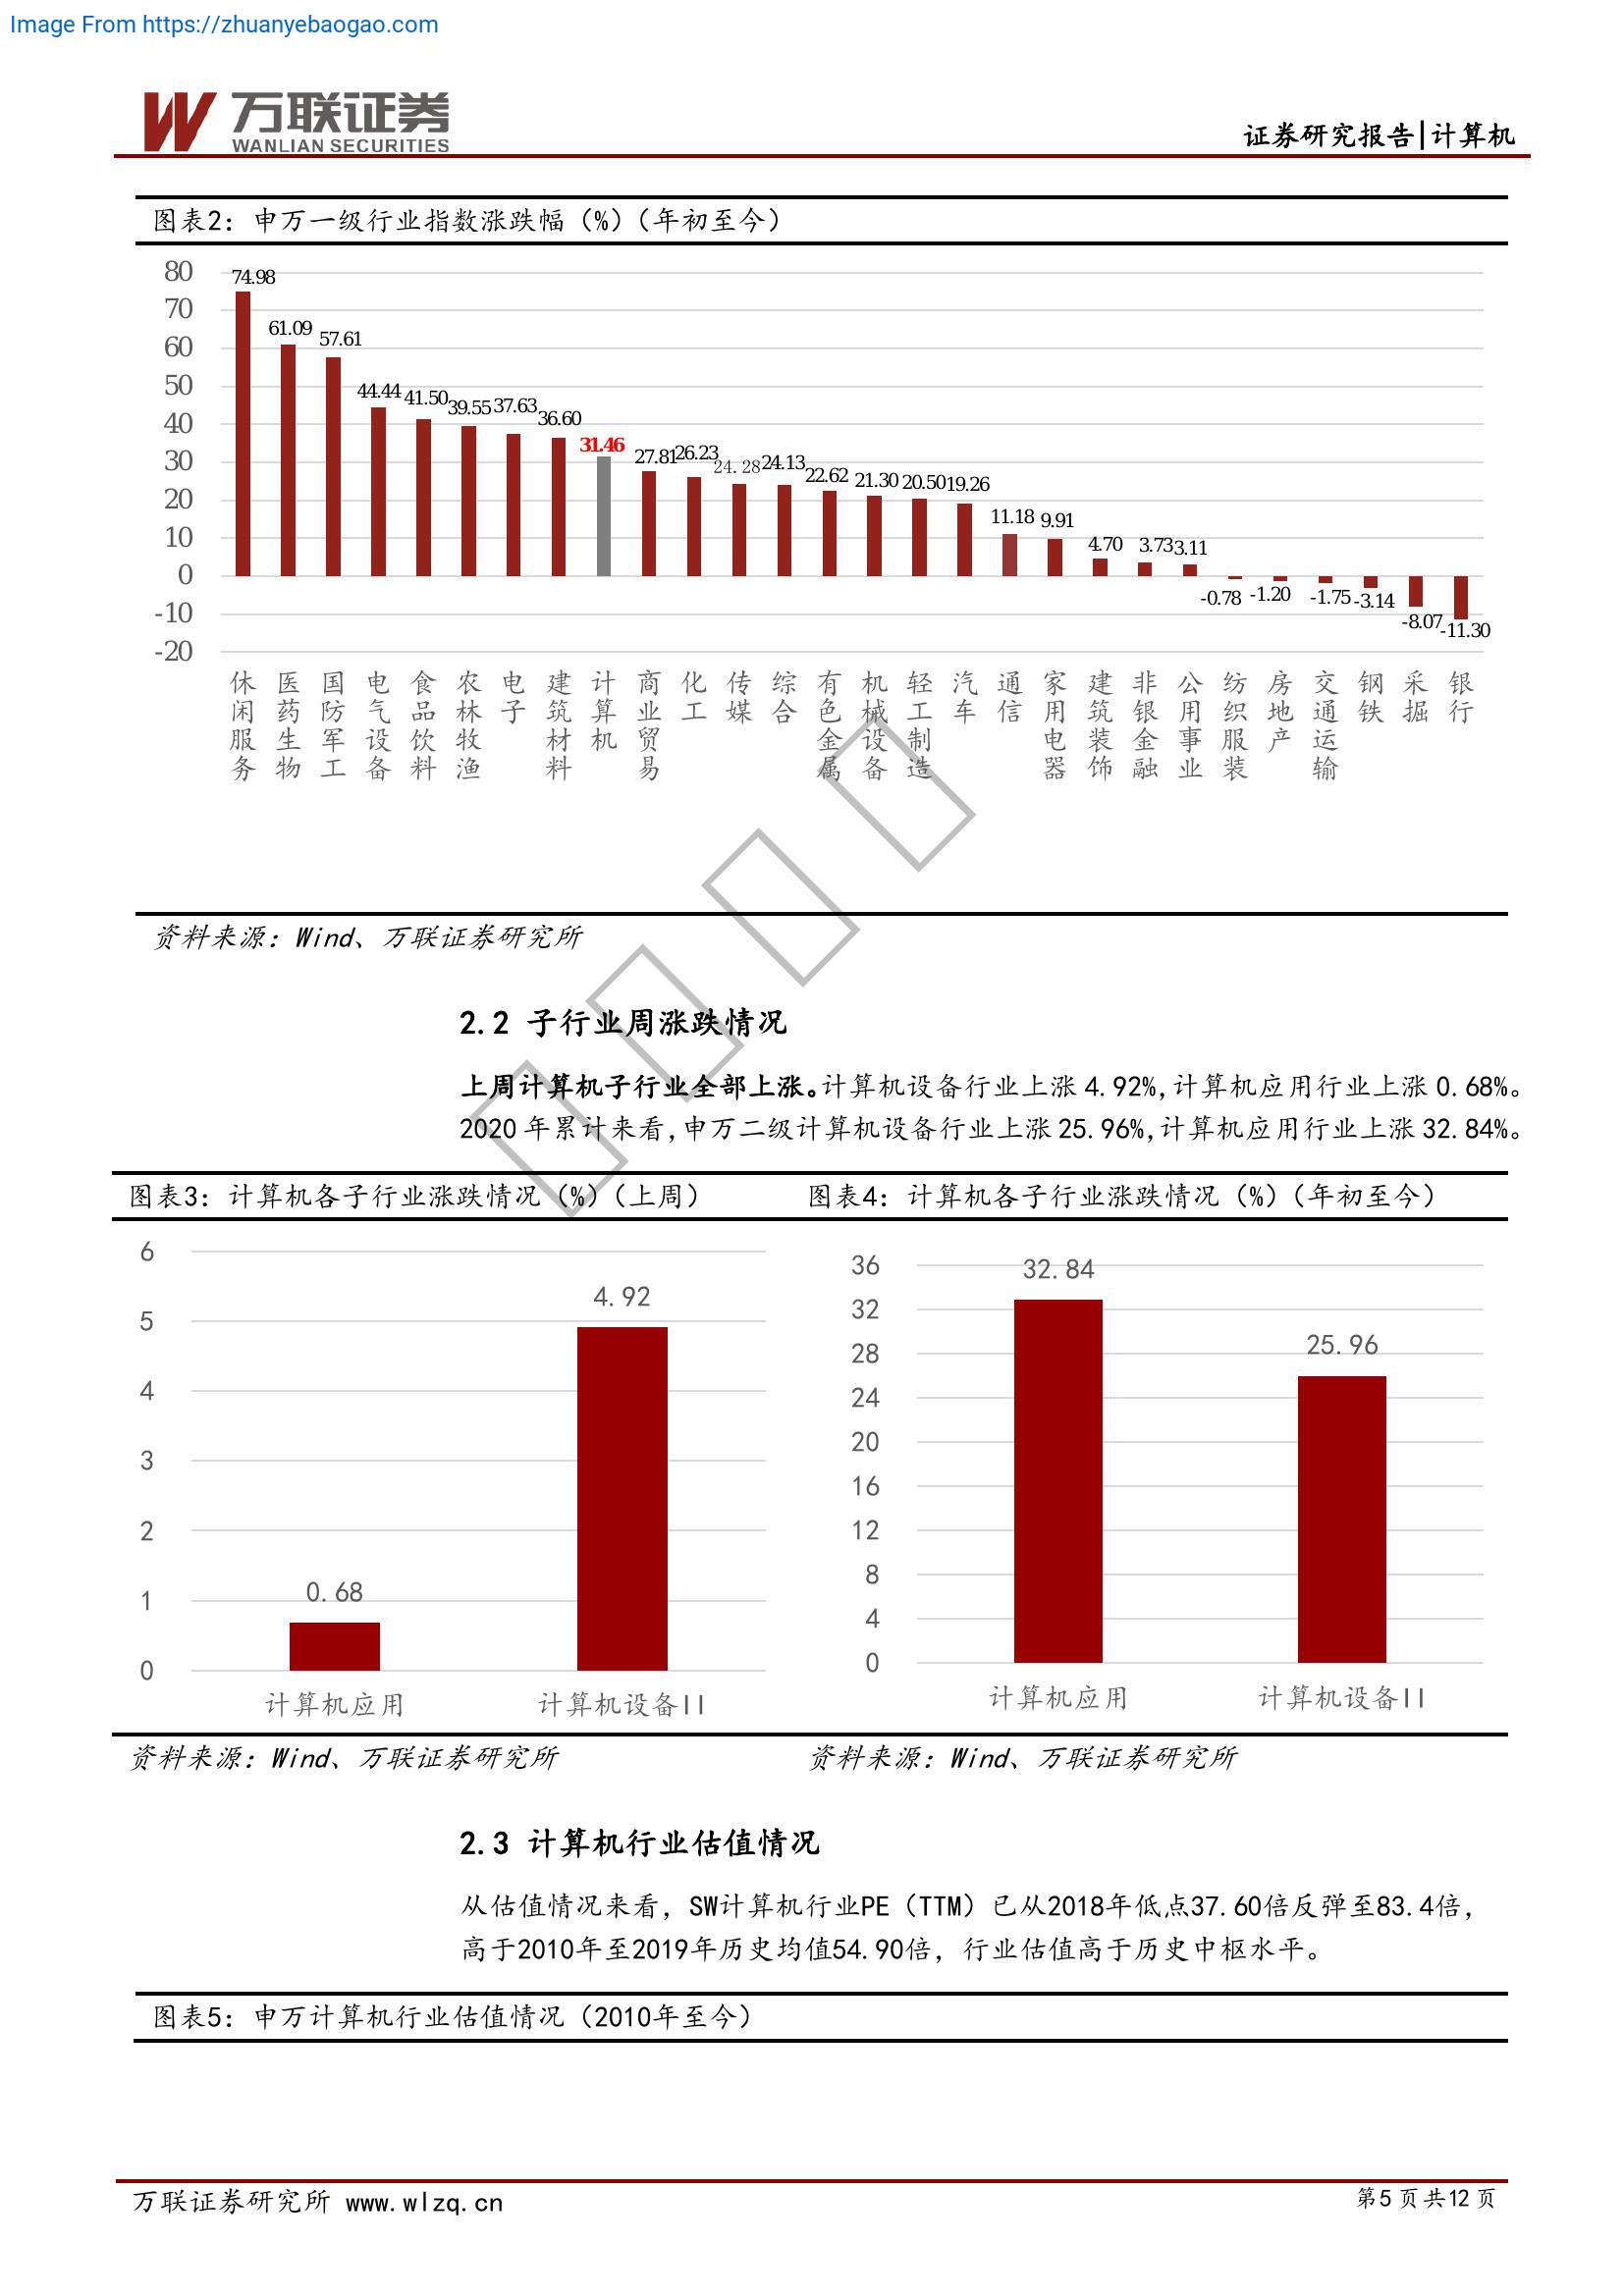 Image From https://zhuanyebaogao.com
万联证券
WANLIAN SECURITIES
证券研究报告|计算机
图表2：申万一级行业指数涨跌幅（%）（年初至今）
80
70
60
50
40
30
20
10
0
-10
-20
74.98
61.09
57.61
44.44
41.50
39.55
37.63
36.60
31.46
27.81
26.23
24.28
24.13
22.62
21.30
20.50
19.26
11.18
9.91
4.70
3.73
3.11
-0.78
-1.20
-1.75
-3.14
-8.07
-11.30
休闲服务
医药生物
国防军工
电气设备
食品饮料
农林牧渔
电子
建筑材料
计算机
商业贸易
化工
传媒
综合
有色金属
机械设备
轻工制造
汽车
通信
家用电器
建筑装饰
非银金融
公用事业
纺织服装
房地产
交通运输
钢铁
采掘
银行
资料来源：Wind、万联证券研究所
2.2 子行业周涨跌情况
上周计算机子行业全部上涨。计算机设备行业上涨 4.92%,计算机应用行业上涨 0.68%。
2020 年累计来看,申万二级计算机设备行业上涨 25.96%,计算机应用行业上涨 32.84%。
图表3：计算机各子行业涨跌情况（%）（上周）
6
5
4
3
2
1
0
0.68
4.92
计算机应用
计算机设备II
资料来源：Wind、万联证券研究所
图表4：计算机各子行业涨跌情况（%）（年初至今）
36
32
28
24
20
16
12
8
4
0
32.84
25.96
计算机应用
计算机设备II
资料来源：Wind、万联证券研究所
2.3 计算机行业估值情况
从估值情况来看，SW计算机行业PE（TTM）已从2018年低点37.60倍反弹至83.4倍，
高于2010年至2019年历史均值54.90倍，行业估值高于历史中枢水平。
图表5：申万计算机行业估值情况（2010年至今）
万联证券研究所 www.wlzq.cn
第5页共12页